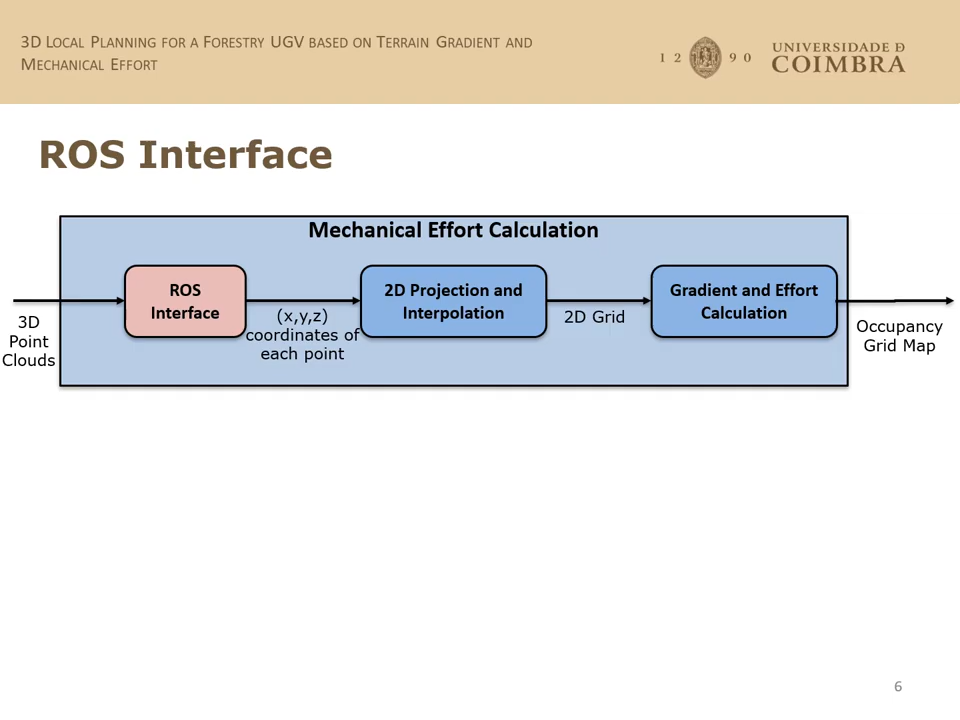 3D Local Planning for a Forestry UGV based on Terrain Gradient and
Mechanical Effort
1 2 9 0
UNIVERSIDADE Ð
COIMBRA
ROS Interface
Mechanical Effort Calculation
3D
Point
Clouds
ROS
Interface
(x,y,z)
coordinates of
each point
2D Projection and
Interpolation
2D Grid
Gradient and Effort
Calculation
Occupancy
Grid Map
6